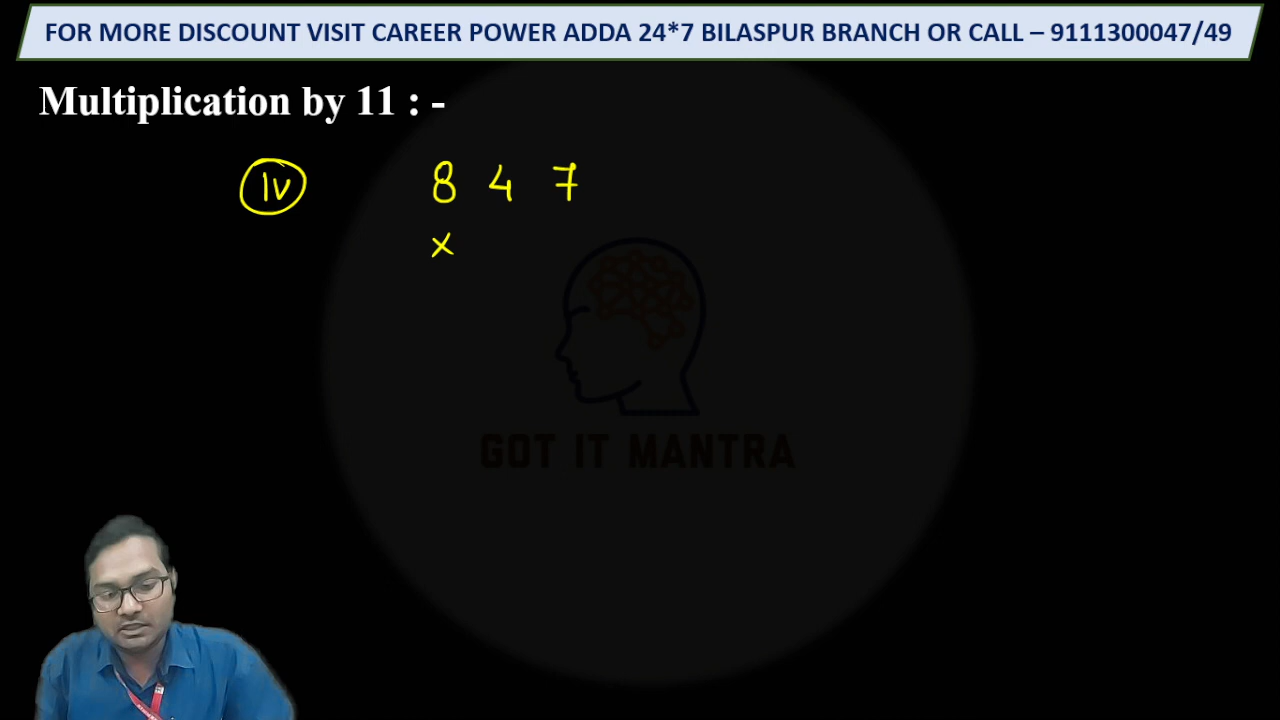 FOR MORE DISCOUNT VISIT CAREER POWER ADDA 24*7 BILASPUR BRANCH OR CALL – 9111300047/49
Multiplication by 11 : -
iv 8 4 7
×
GOT IT MANTRA